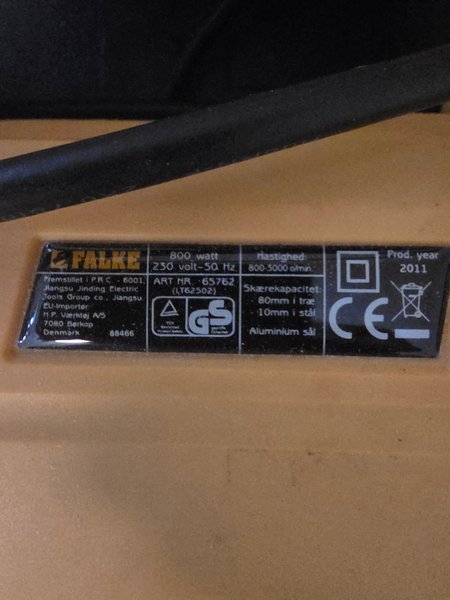 FALKE
Fremstillet i P.R.C. - 6001,
Jiangsu Jinding Electric
Tools Group co., Jiangsu
EU-Importør
H.P. Værktøj A/S
7080 Børkop
Denmark 88466
800 watt
230 volt-50 Hz
ART NR. 65762
(LT62502)
GS
Hastighed:
800-3000 o/min.
Skærekapacitet:
80mm i træ
10mm i stål
Aluminium sål
Prod. year
2011
CE